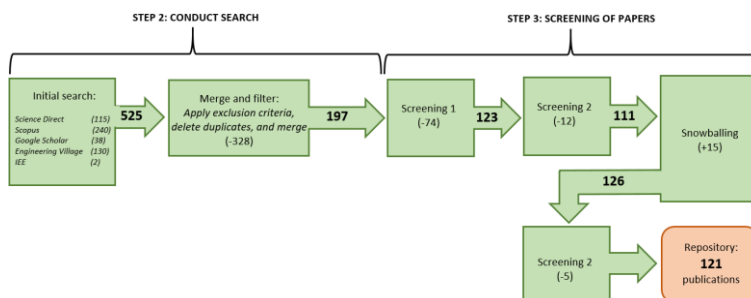 STEP 2: CONDUCT SEARCH
STEP 3: SCREENING OF PAPERS
Initial search:
Science Direct (115)
Scopus (240)
Google Scholar (38)
Engineering Village (130)
IEE (2)
525
Merge and filter:
Apply exclusion criteria,
delete duplicates, and merge
(-328)
197
Screening 1
(-74)
123
Screening 2
(-12)
111
Snowballing
(+15)
126
Screening 2
(-5)
Repository:
121
publications